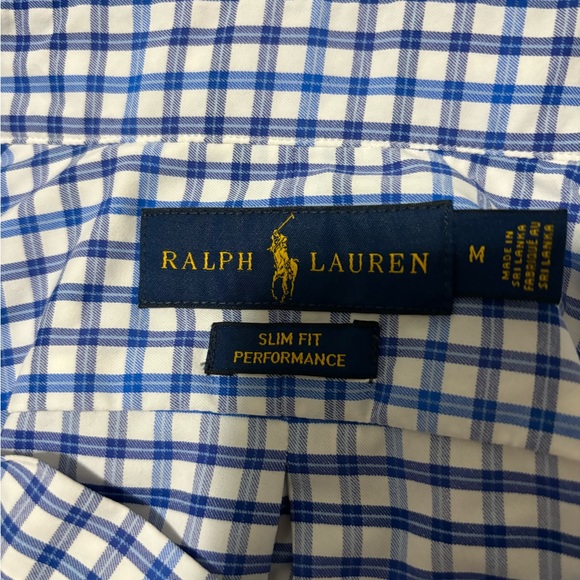 RALPH LAUREN
M
MADE IN
SRI LANKA
FABRIQUÉ AU
SRI LANKA
SLIM FIT
PERFORMANCE